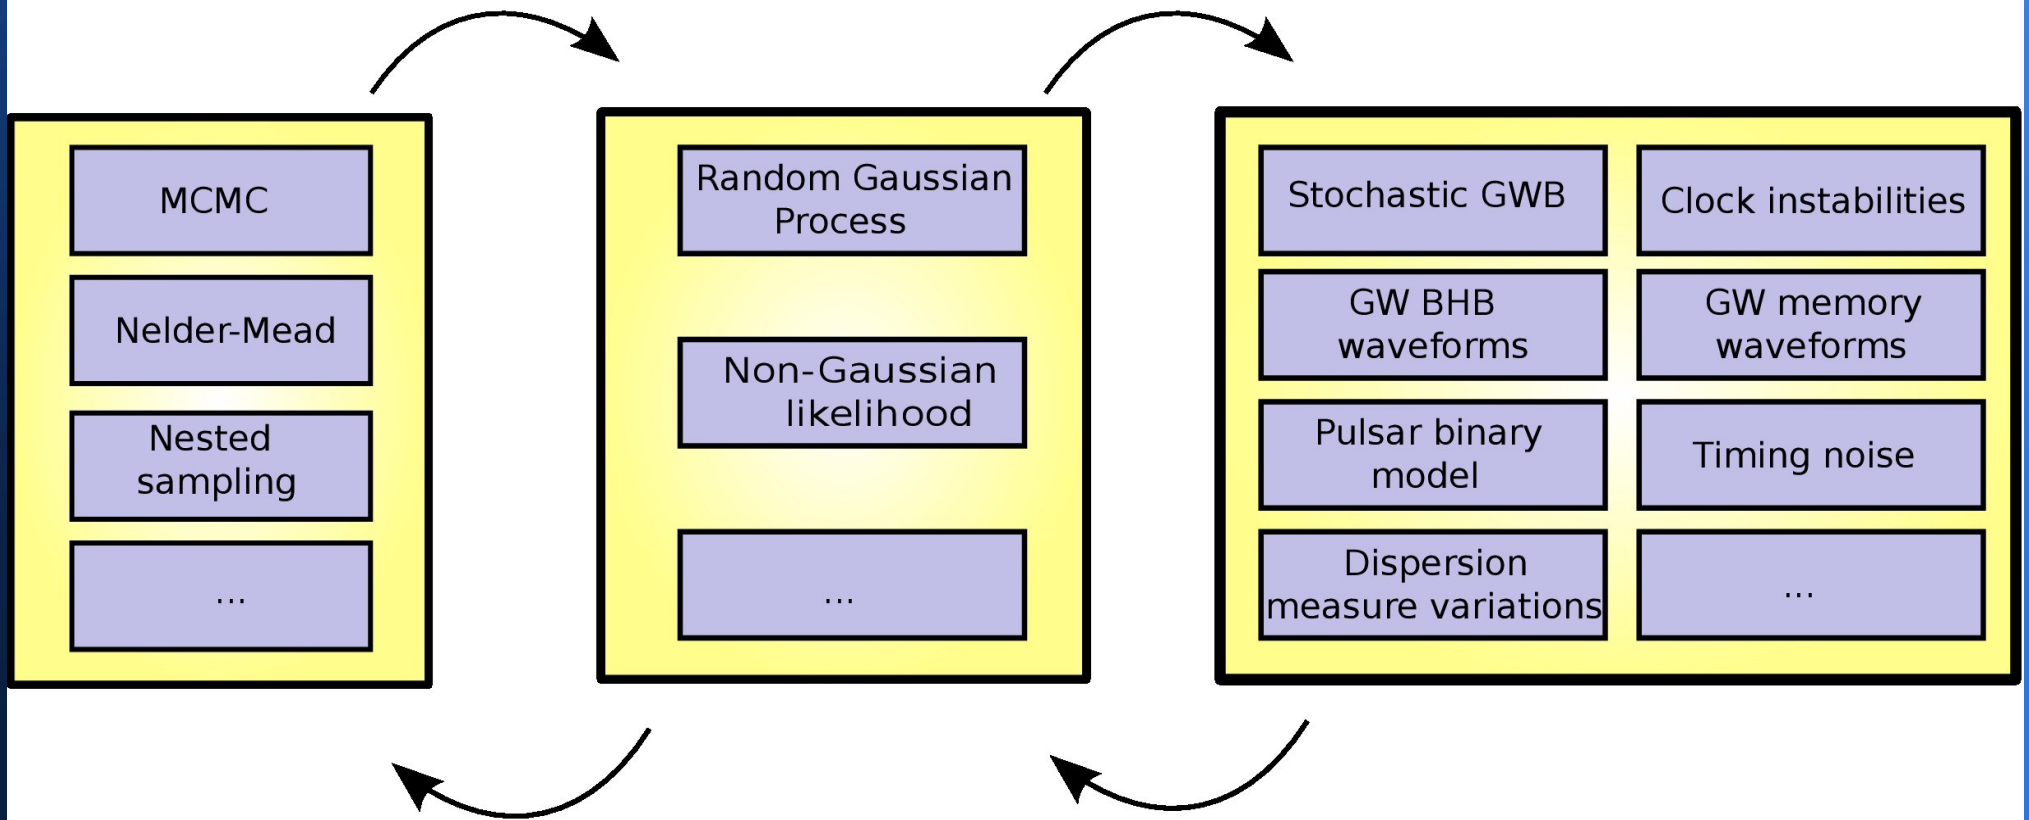 MCMC
Nelder-Mead
Nested
sampling
...
Random Gaussian
Process
Non-Gaussian
likelihood
...
Stochastic GWB
Clock instabilities
GW BHB
waveforms
GW memory
waveforms
Pulsar binary
model
Timing noise
Dispersion
measure variations
...